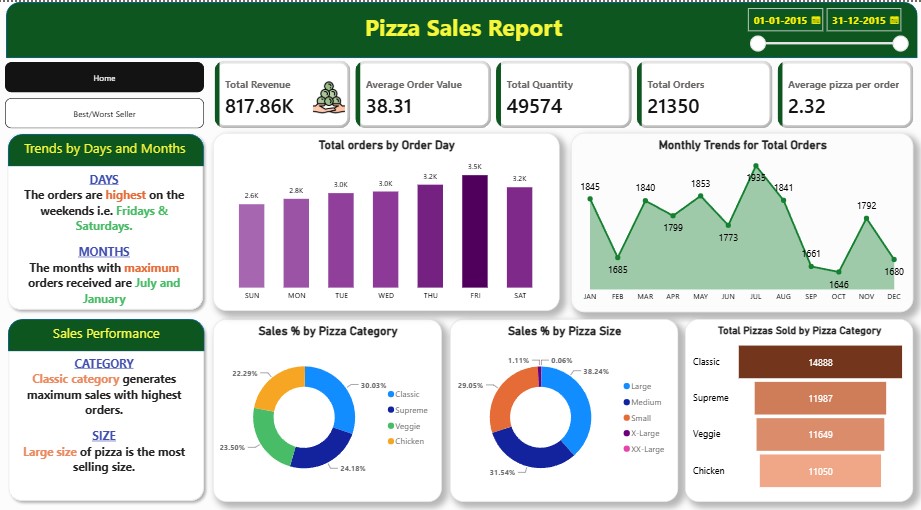 Pizza Sales Report
01-01-2015 31-12-2015
Home
Best/Worst Seller
Total Revenue
817.86K
Average Order Value
38.31
Total Quantity
49574
Total Orders
21350
Average pizza per order
2.32
Trends by Days and Months
DAYS
The orders are highest on the
weekends i.e. Fridays &
Saturdays.
MONTHS
The months with maximum
orders received are July and
January
Total orders by Order Day
2.6K 2.8K 3.0K 3.0K 3.2K 3.5K 3.2K
SUN MON TUE WED THU FRI SAT
Monthly Trends for Total Orders
1845 1685 1840 1799 1853 1773 1935 1841 1661 1646 1792 1680
JAN FEB MAR APR MAY JUN JUL AUG SEP OCT NOV DEC
Sales Performance
CATEGORY
Classic category generates
maximum sales with highest
orders.
SIZE
Large size of pizza is the most
selling size.
Sales % by Pizza Category
30.03%
24.18%
23.50%
22.29%
Classic
Supreme
Veggie
Chicken
Sales % by Pizza Size
1.11% 0.06%
38.24%
31.54%
29.05%
Large
Medium
Small
X-Large
XX-Large
Total Pizzas Sold by Pizza Category
Classic 14888
Supreme 11987
Veggie 11649
Chicken 11050